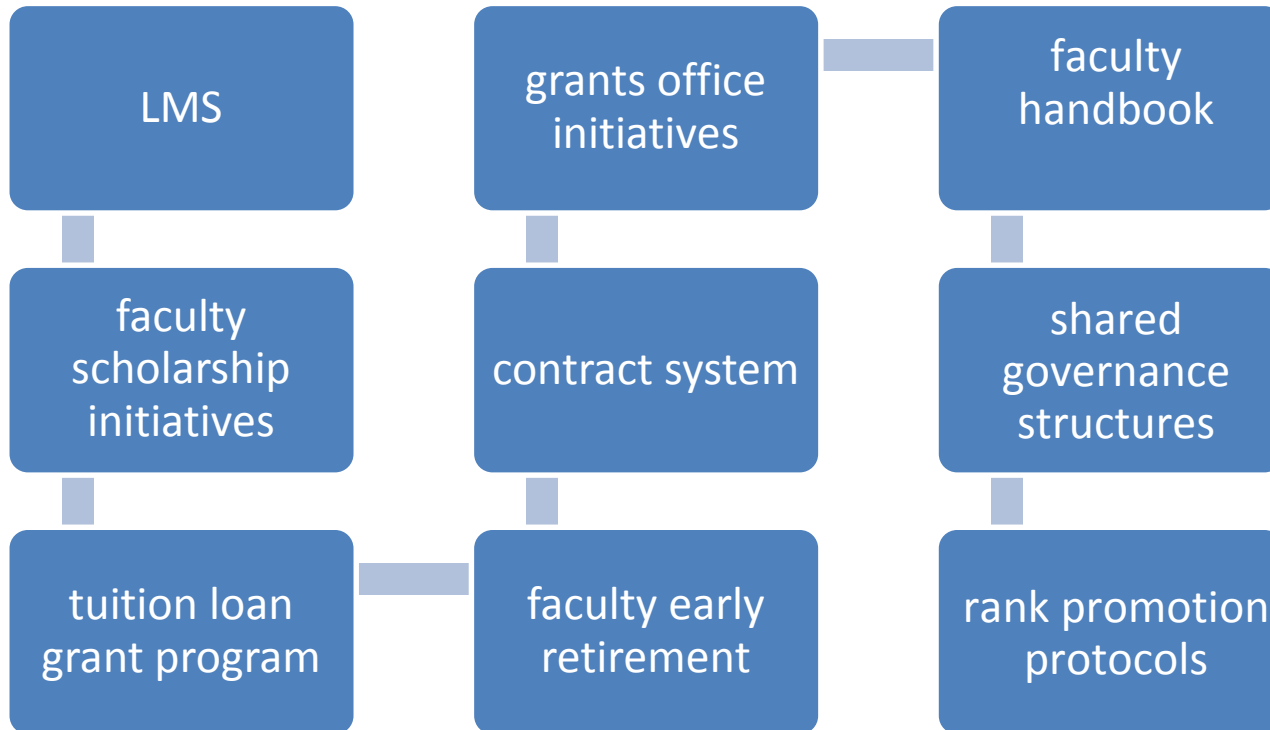 LMS
faculty
scholarship
initiatives
tuition loan
grant program
faculty early
retirement
contract system
grants office
initiatives
faculty
handbook
shared
governance
structures
rank promotion
protocols